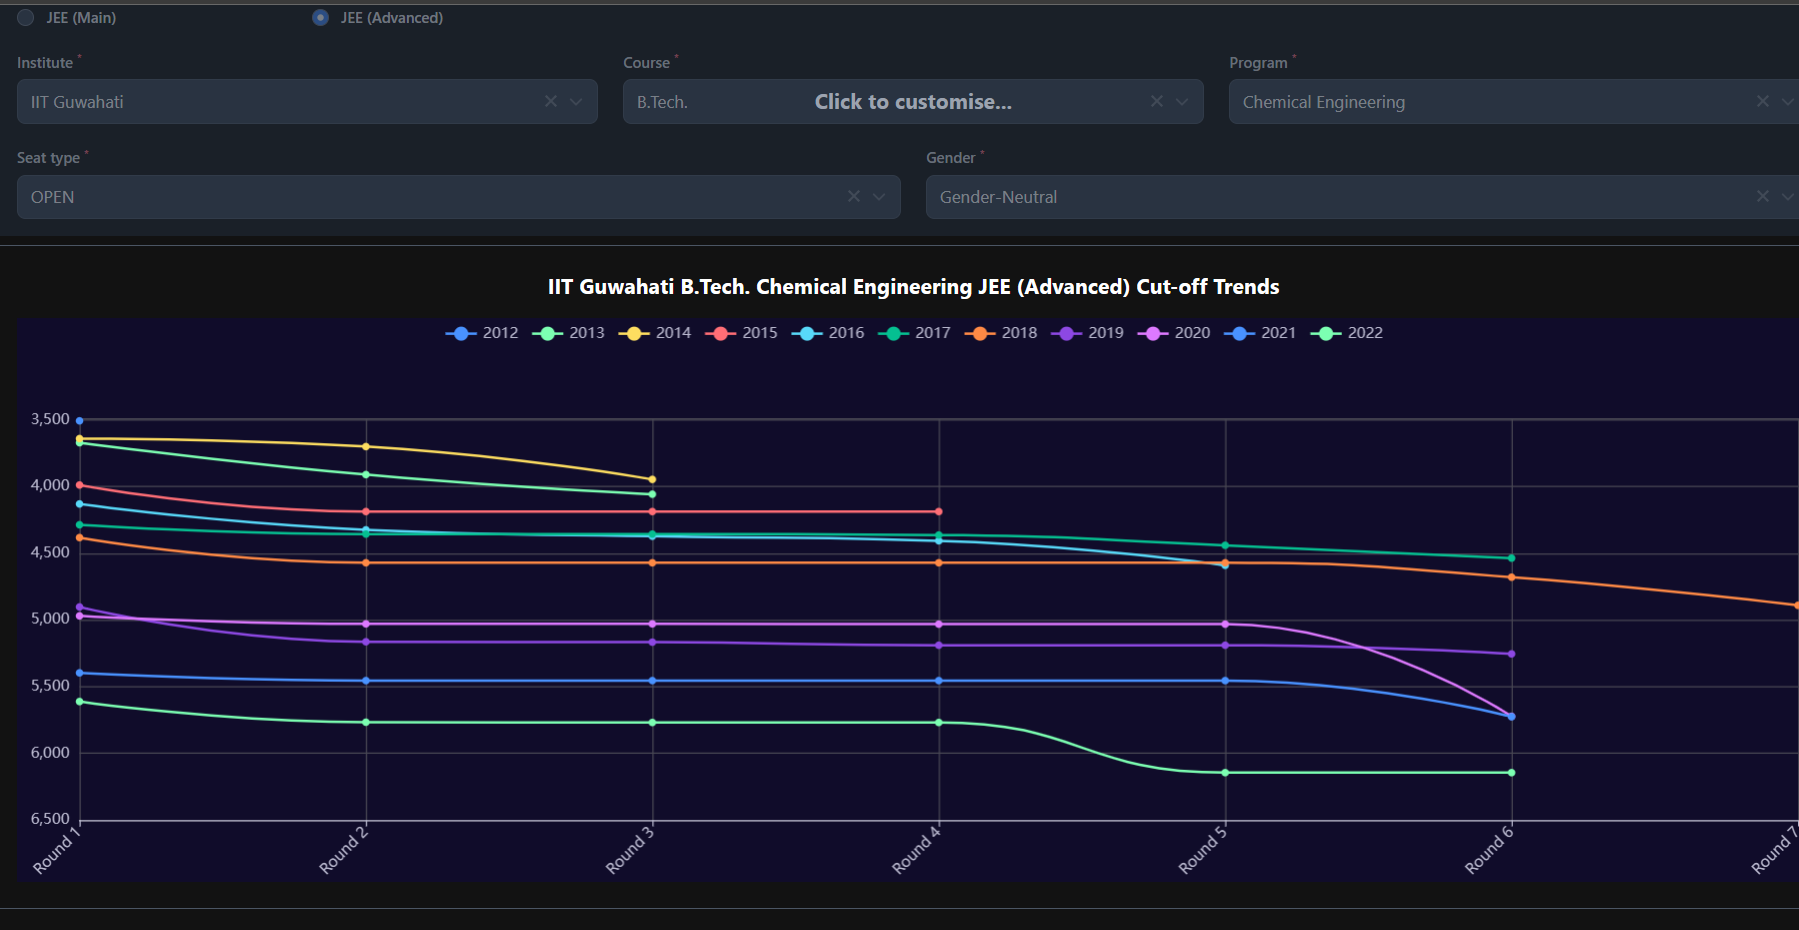 JEE (Main) JEE (Advanced)
Institute * Course * Program *
IIT Guwahati B.Tech. Click to customise... Chemical Engineering
Seat type * Gender *
OPEN Gender-Neutral
IIT Guwahati B.Tech. Chemical Engineering JEE (Advanced) Cut-off Trends
2012 2013 2014 2015 2016 2017 2018 2019 2020 2021 2022
3,500
4,000
4,500
5,000
5,500
6,000
6,500
Round 1 Round 2 Round 3 Round 4 Round 5 Round 6 Round 7